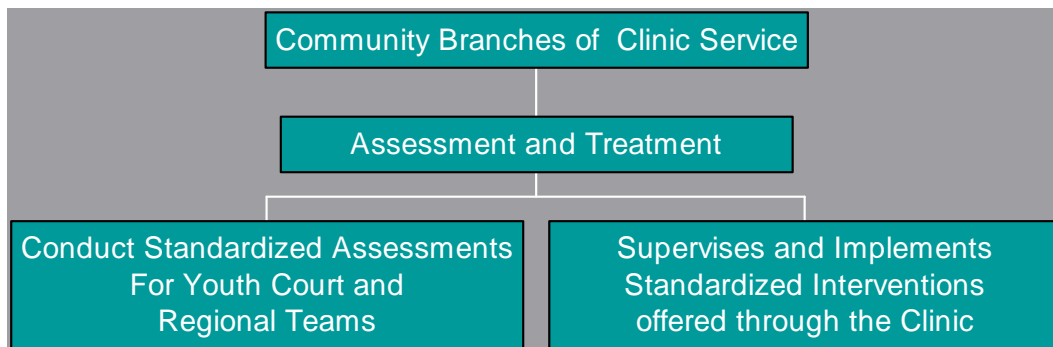 Community Branches of Clinic Service
Assessment and Treatment
Conduct Standardized Assessments
For Youth Court and
Regional Teams
Supervises and Implements
Standardized Interventions
offered through the Clinic